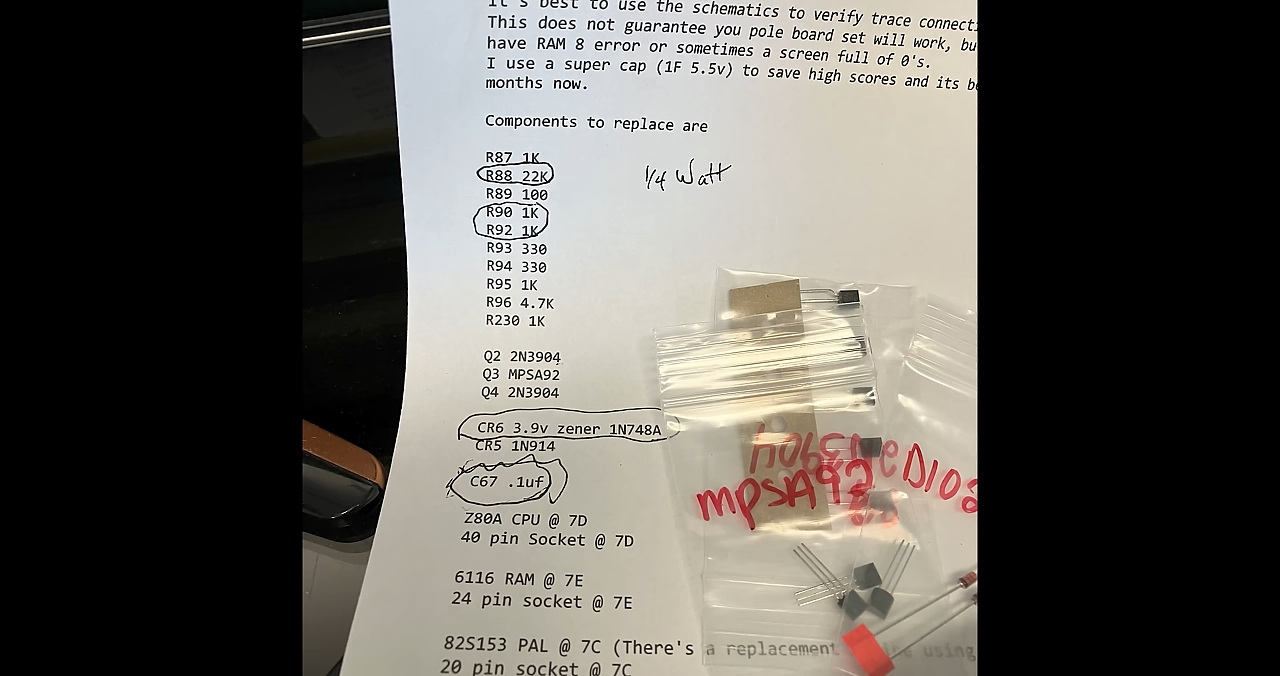 It's best to use the schematics to verify trace connecti
This does not guarantee you pole board set will work, bu
have RAM 8 error or sometimes a screen full of 0's.
I use a super cap (1F 5.5v) to save high scores and its be
months now.
Components to replace are
R87 1K
R88 22K
1/4 Watt
R89 100
R90 1K
R92 1K
R93 330
R94 330
R95 1K
R96 4.7K
R230 1K
Q2 2N3904
Q3 MPSA92
Q4 2N3904
CR6 3.9v zener 1N748A
CR5 1N914
C67 .1uf
mpsA92
Z80A CPU @ 7D
40 pin Socket @ 7D
6116 RAM @ 7E
24 pin socket @ 7E
82S153 PAL @ 7C (There's a replacement using
20 pin socket @ 7C